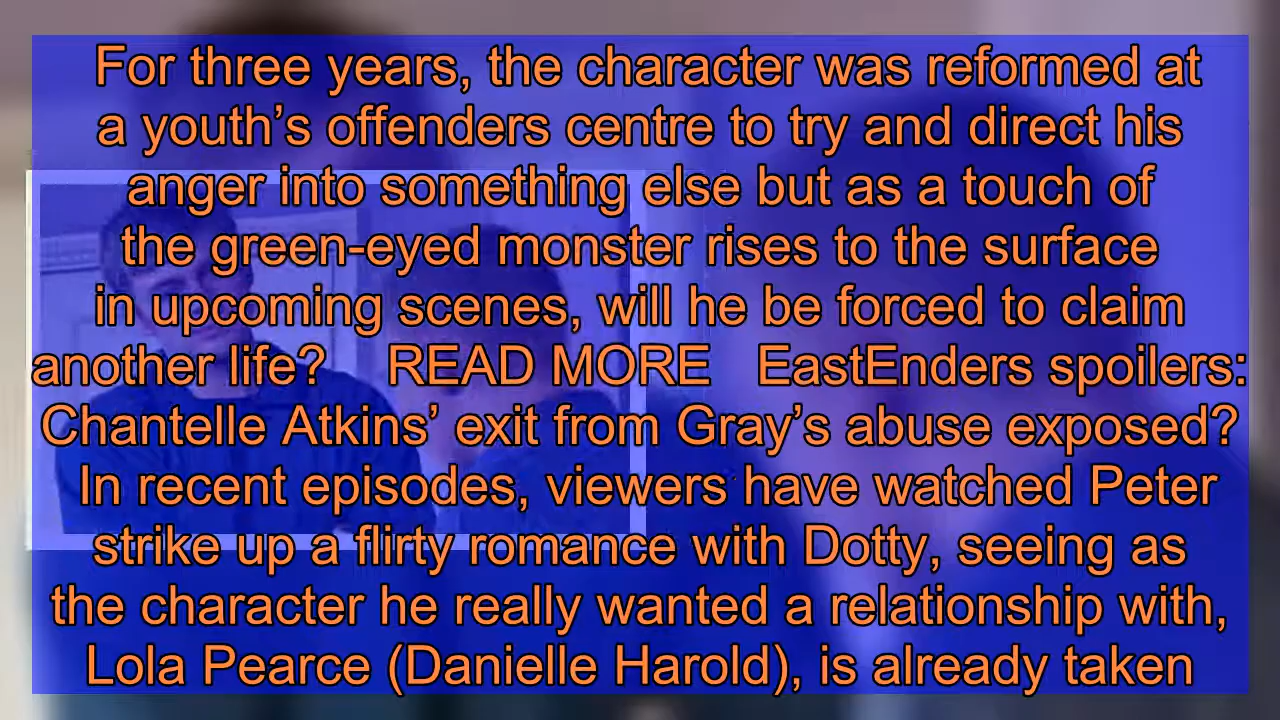 For three years, the character was reformed at
a youth’s offenders centre to try and direct his
anger into something else but as a touch of
the green-eyed monster rises to the surface
in upcoming scenes, will he be forced to claim
another life? READ MORE EastEnders spoilers:
Chantelle Atkins’ exit from Gray’s abuse exposed?
In recent episodes, viewers have watched Peter
strike up a flirty romance with Dotty, seeing as
the character he really wanted a relationship with,
Lola Pearce (Danielle Harold), is already taken